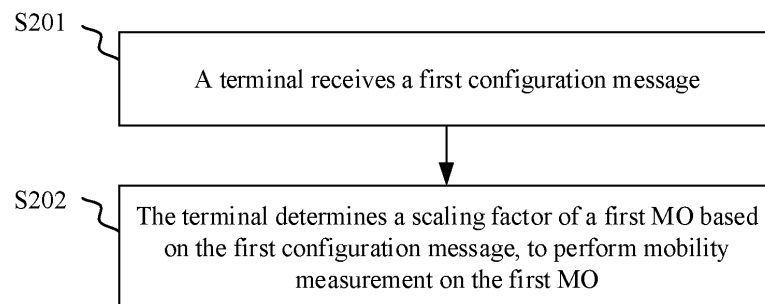 S201
A terminal receives a first configuration message
S202
The terminal determines a scaling factor of a first MO based
on the first configuration message, to perform mobility
measurement on the first MO